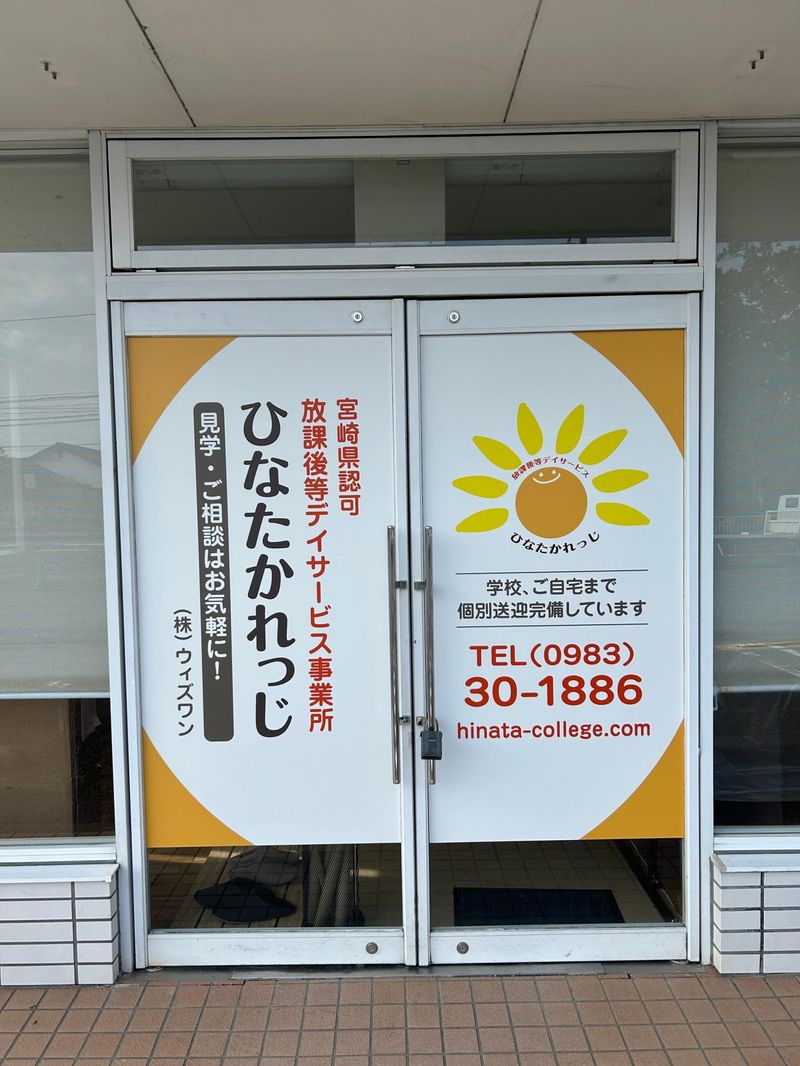 宮崎県認可
放課後等デイサービス事業所
ひなたかれっじ
見学・ご相談はお気軽に!
(株)ウィズワン
放課後等デイサービス
ひなたかれっじ
学校、ご自宅まで
個別送迎完備しています
TEL(0983)
30-1886
hinata-college.com